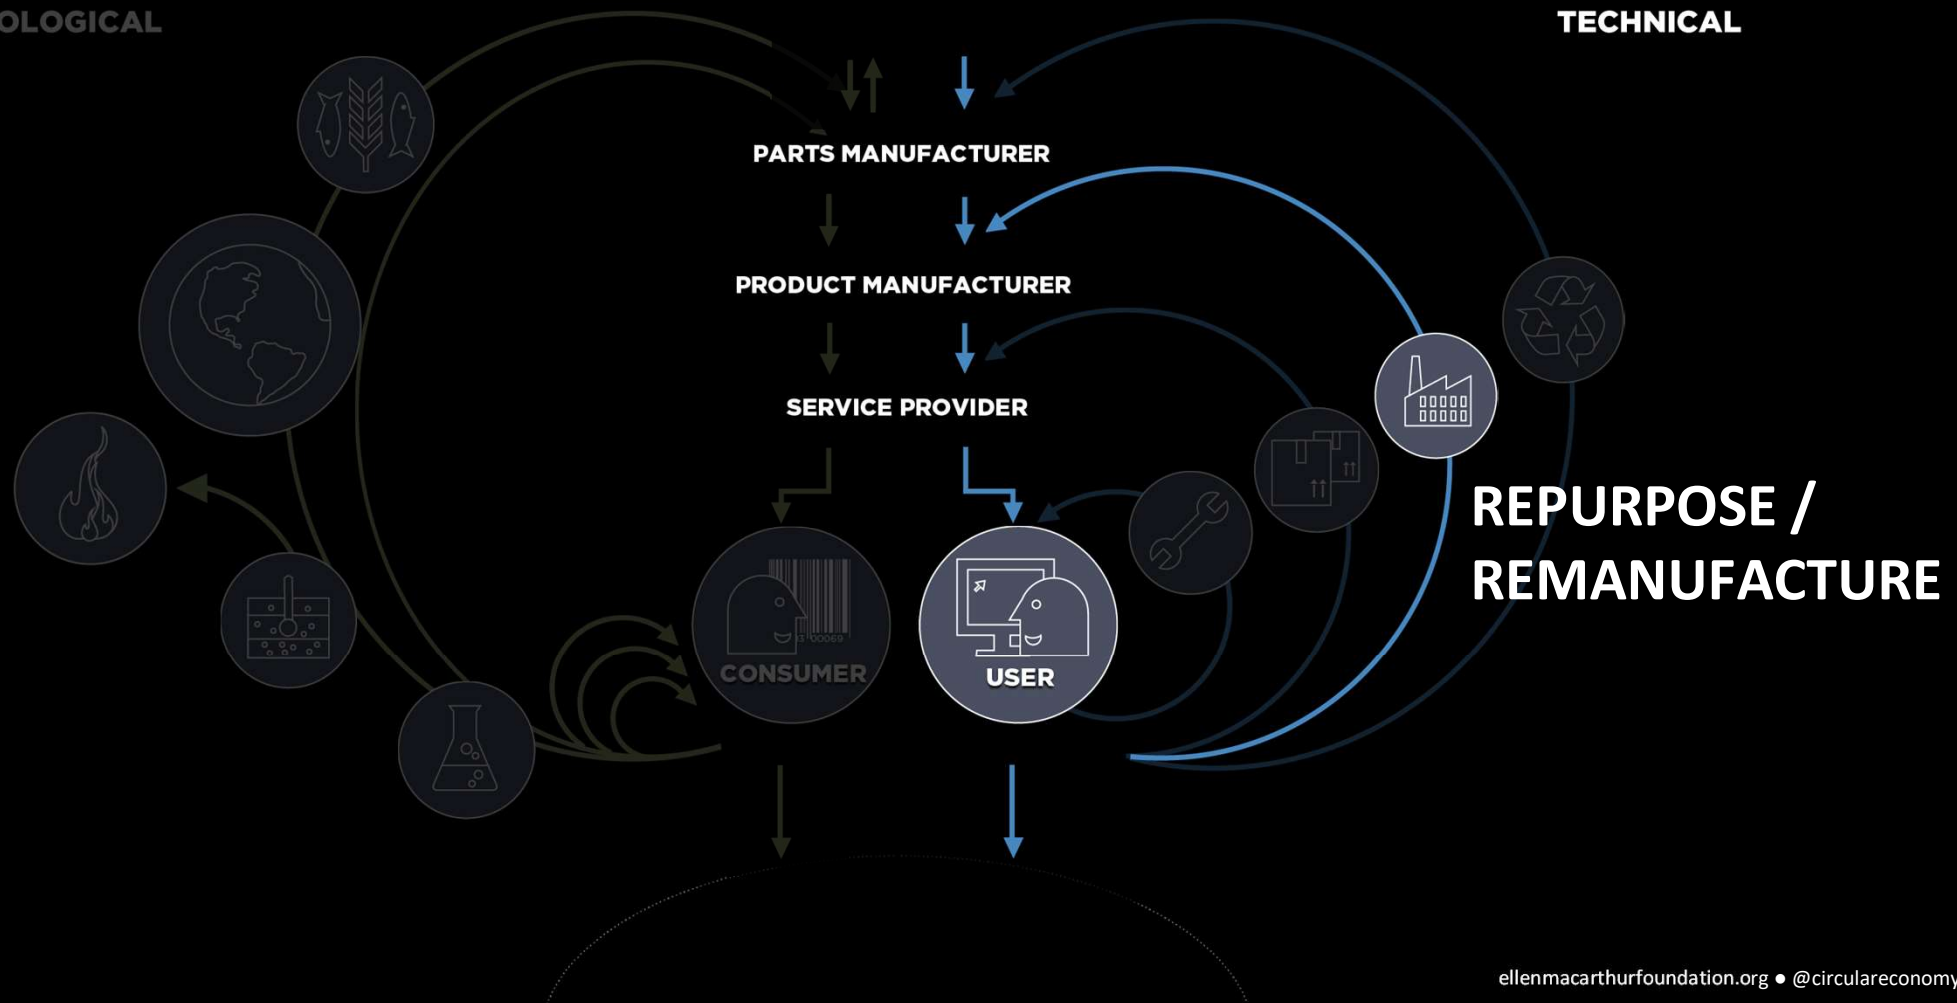 OLOGICAL
TECHNICAL
PARTS MANUFACTURER
PRODUCT MANUFACTURER
SERVICE PROVIDER
REPURPOSE /
REMANUFACTURE
CONSUMER
USER
ellenmacarthurfoundation.org ● @circulareconomy